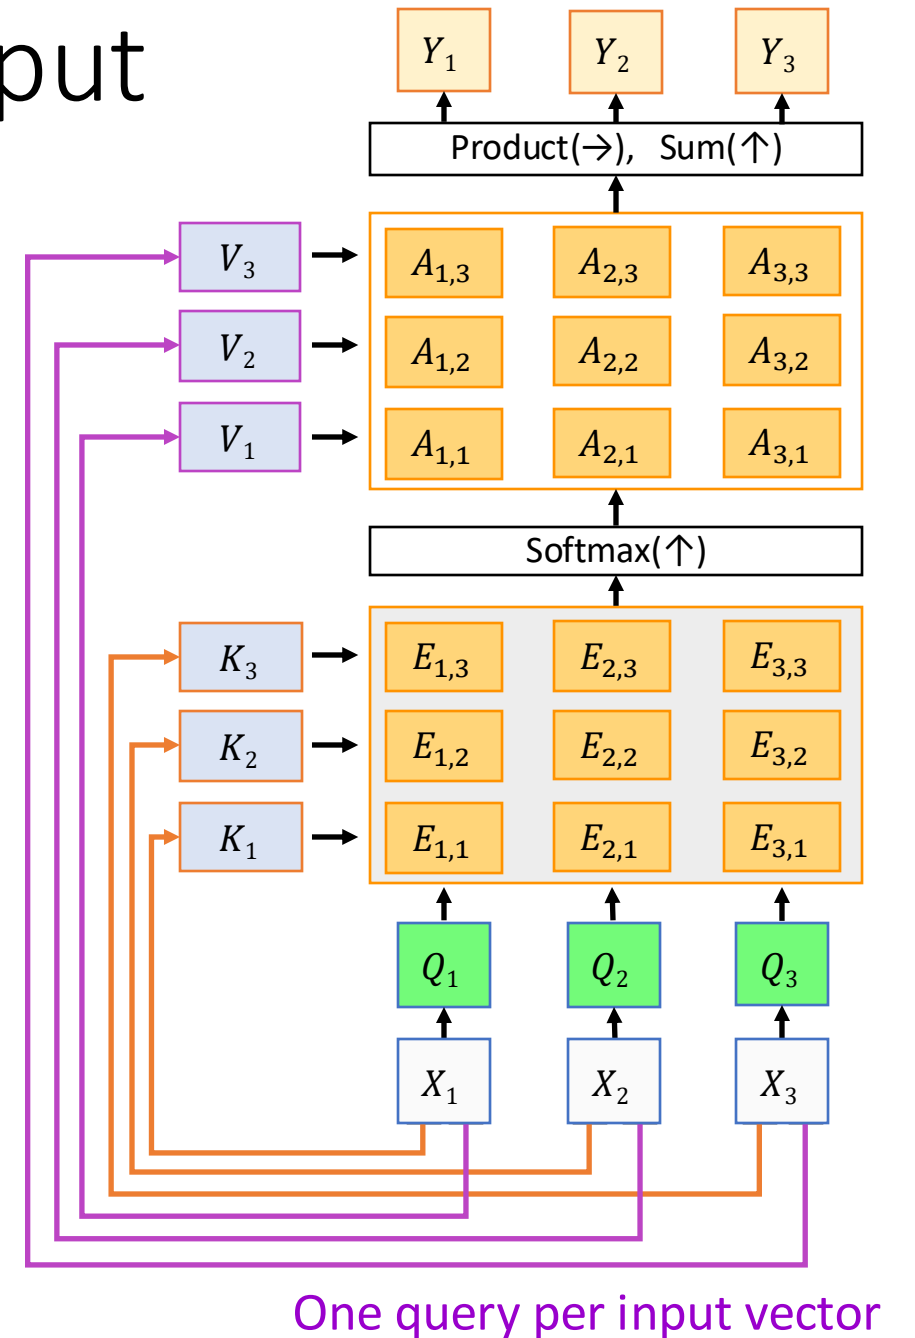 put
Y₁ Y₂ Y₃
Product(→), Sum(↑)
V₃ A₁,₃ A₂,₃ A₃,₃
V₂ A₁,₂ A₂,₂ A₃,₂
V₁ A₁,₁ A₂,₁ A₃,₁
Softmax(↑)
K₃ E₁,₃ E₂,₃ E₃,₃
K₂ E₁,₂ E₂,₂ E₃,₂
K₁ E₁,₁ E₂,₁ E₃,₁
Q₁ Q₂ Q₃
X₁ X₂ X₃
One query per input vector